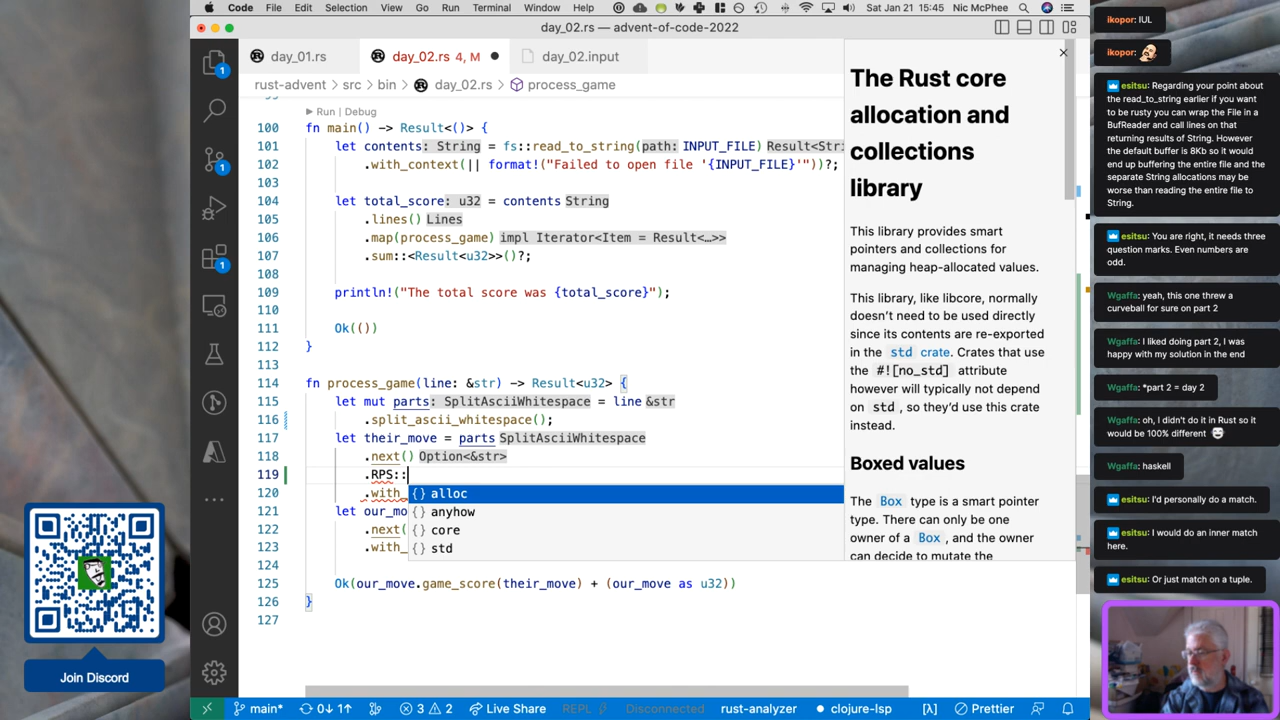 Code File Edit Selection View Go Run Terminal Window Help Sat Jan 21 15:45 Nic McPhee
day_02.rs — advent-of-code-2022
day_01.rs
day_02.rs 4, M
day_02.input
rust-advent > src > bin > day_02.rs > process_game
Run | Debug
100 fn main() -> Result<()> {
101 let contents: String = fs::read_to_string(path: INPUT_FILE) Result<Stri
102 .with_context(|| format!("Failed to open file '{INPUT_FILE}'"))?;
103
104 let total_score: u32 = contents String
105 .lines() Lines
106 .map(process_game) impl Iterator<Item = Result<…>>
107 .sum::<Result<u32>>()?;
108
109 println!("The total score was {total_score}");
110
111 Ok(())
112 }
113
114 fn process_game(line: &str) -> Result<u32> {
115 let mut parts: SplitAsciiWhitespace = line &str
116 .split_ascii_whitespace();
117 let their_move = parts SplitAsciiWhitespace
118 .next() Option<&str>
119 .RPS::
120 .with_
121 let our_mo
122 .next(
123 .with_
124
125 Ok(our_move.game_score(their_move) + (our_move as u32))
126 }
127
{} alloc
{} anyhow
{} core
{} std
The Rust core
allocation and
collections
library
This library provides smart
pointers and collections for
managing heap-allocated values.
This library, like libcore, normally
doesn't need to be used directly
since its contents are re-exported
in the std crate. Crates that use
the #![no_std] attribute
however will typically not depend
on std, so they'd use this crate
instead.
Boxed values
The Box type is a smart pointer
type. There can only be one
owner of a Box, and the owner
can decide to mutate the
1
1
1
main* 0↓ 1↑ 3 2 Live Share REPL Disconnected rust-analyzer clojure-lsp [λ] Prettier
Join Discord
ikopor: IUL
ikopor:
esitsu: Regarding your point about
the read_to_string earlier if you want
to be rusty you can wrap the File in a
BufReader and call lines on that
returning results of String. However
the default buffer is 8Kb so it would
end up buffering the entire file and the
separate String allocations may be
worse than reading the entire file to
String.
esitsu: You are right, it needs three
question marks. Even numbers are
odd.
Wgaffa: yeah, this one threw a
curveball for sure on part 2
Wgaffa: I liked doing part 2, I was
happy with my solution in the end
Wgaffa: *part 2 = day 2
Wgaffa: oh, I didn't do it in Rust so it
would be 100% different
Wgaffa: haskell
esitsu: I'd personally do a match.
esitsu: I would do an inner match
here.
esitsu: Or just match on a tuple.